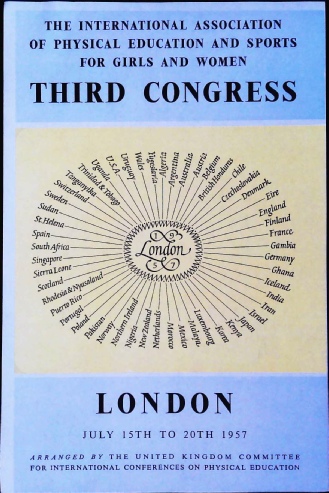 THE INTERNATIONAL ASSOCIATION
OF PHYSICAL EDUCATION AND SPORTS
FOR GIRLS AND WOMEN
THIRD CONGRESS
Algeria
Argentina
Australia
Austria
Belgium
British Honduras
Chile
Czechoslovakia
Denmark
Eire
England
Finland
France
Gambia
Germany
Ghana
Iceland
India
Iran
Israel
Japan
Kenya
Korea
Luxembourg
Malaya
Mexico
Morocco
Netherlands
New Zealand
Nigeria
Northern Ireland
Norway
Pakistan
Poland
Portugal
Puerto Rico
Rhodesia & Nyasaland
Scotland
Sierra Leone
Singapore
South Africa
Spain
St. Helena
Sudan
Sweden
Switzerland
Tanganyika
Trinidad & Tobago
Uganda
U.S.A.
Uruguay
Wales
Yugoslavia
19
London
57
LONDON
JULY 15TH TO 20TH 1957
ARRANGED BY THE UNITED KINGDOM COMMITTEE
FOR INTERNATIONAL CONFERENCES ON PHYSICAL EDUCATION